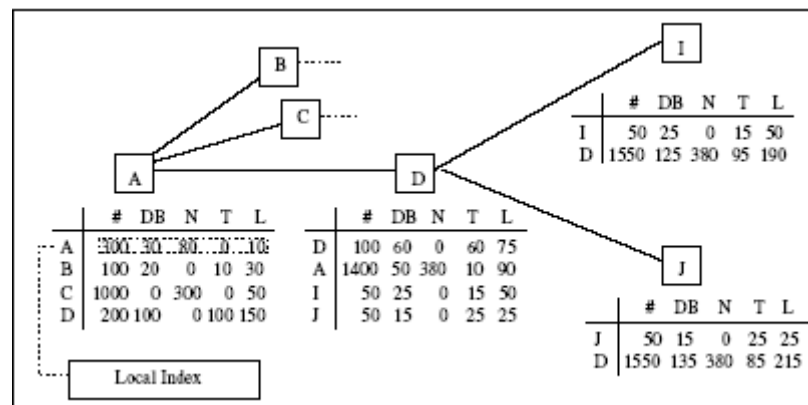 B
C
A
D
I
J
# DB N T L
I 50 25 0 15 50
D 1550 125 380 95 190
# DB N T L
A 300 30 80 0 10
B 100 20 0 10 30
C 1000 0 300 0 50
D 200 100 0 100 150
# DB N T L
D 100 60 0 60 75
A 1400 50 380 10 90
I 50 25 0 15 50
J 50 15 0 25 25
# DB N T L
J 50 15 0 25 25
D 1550 135 380 85 215
Local Index